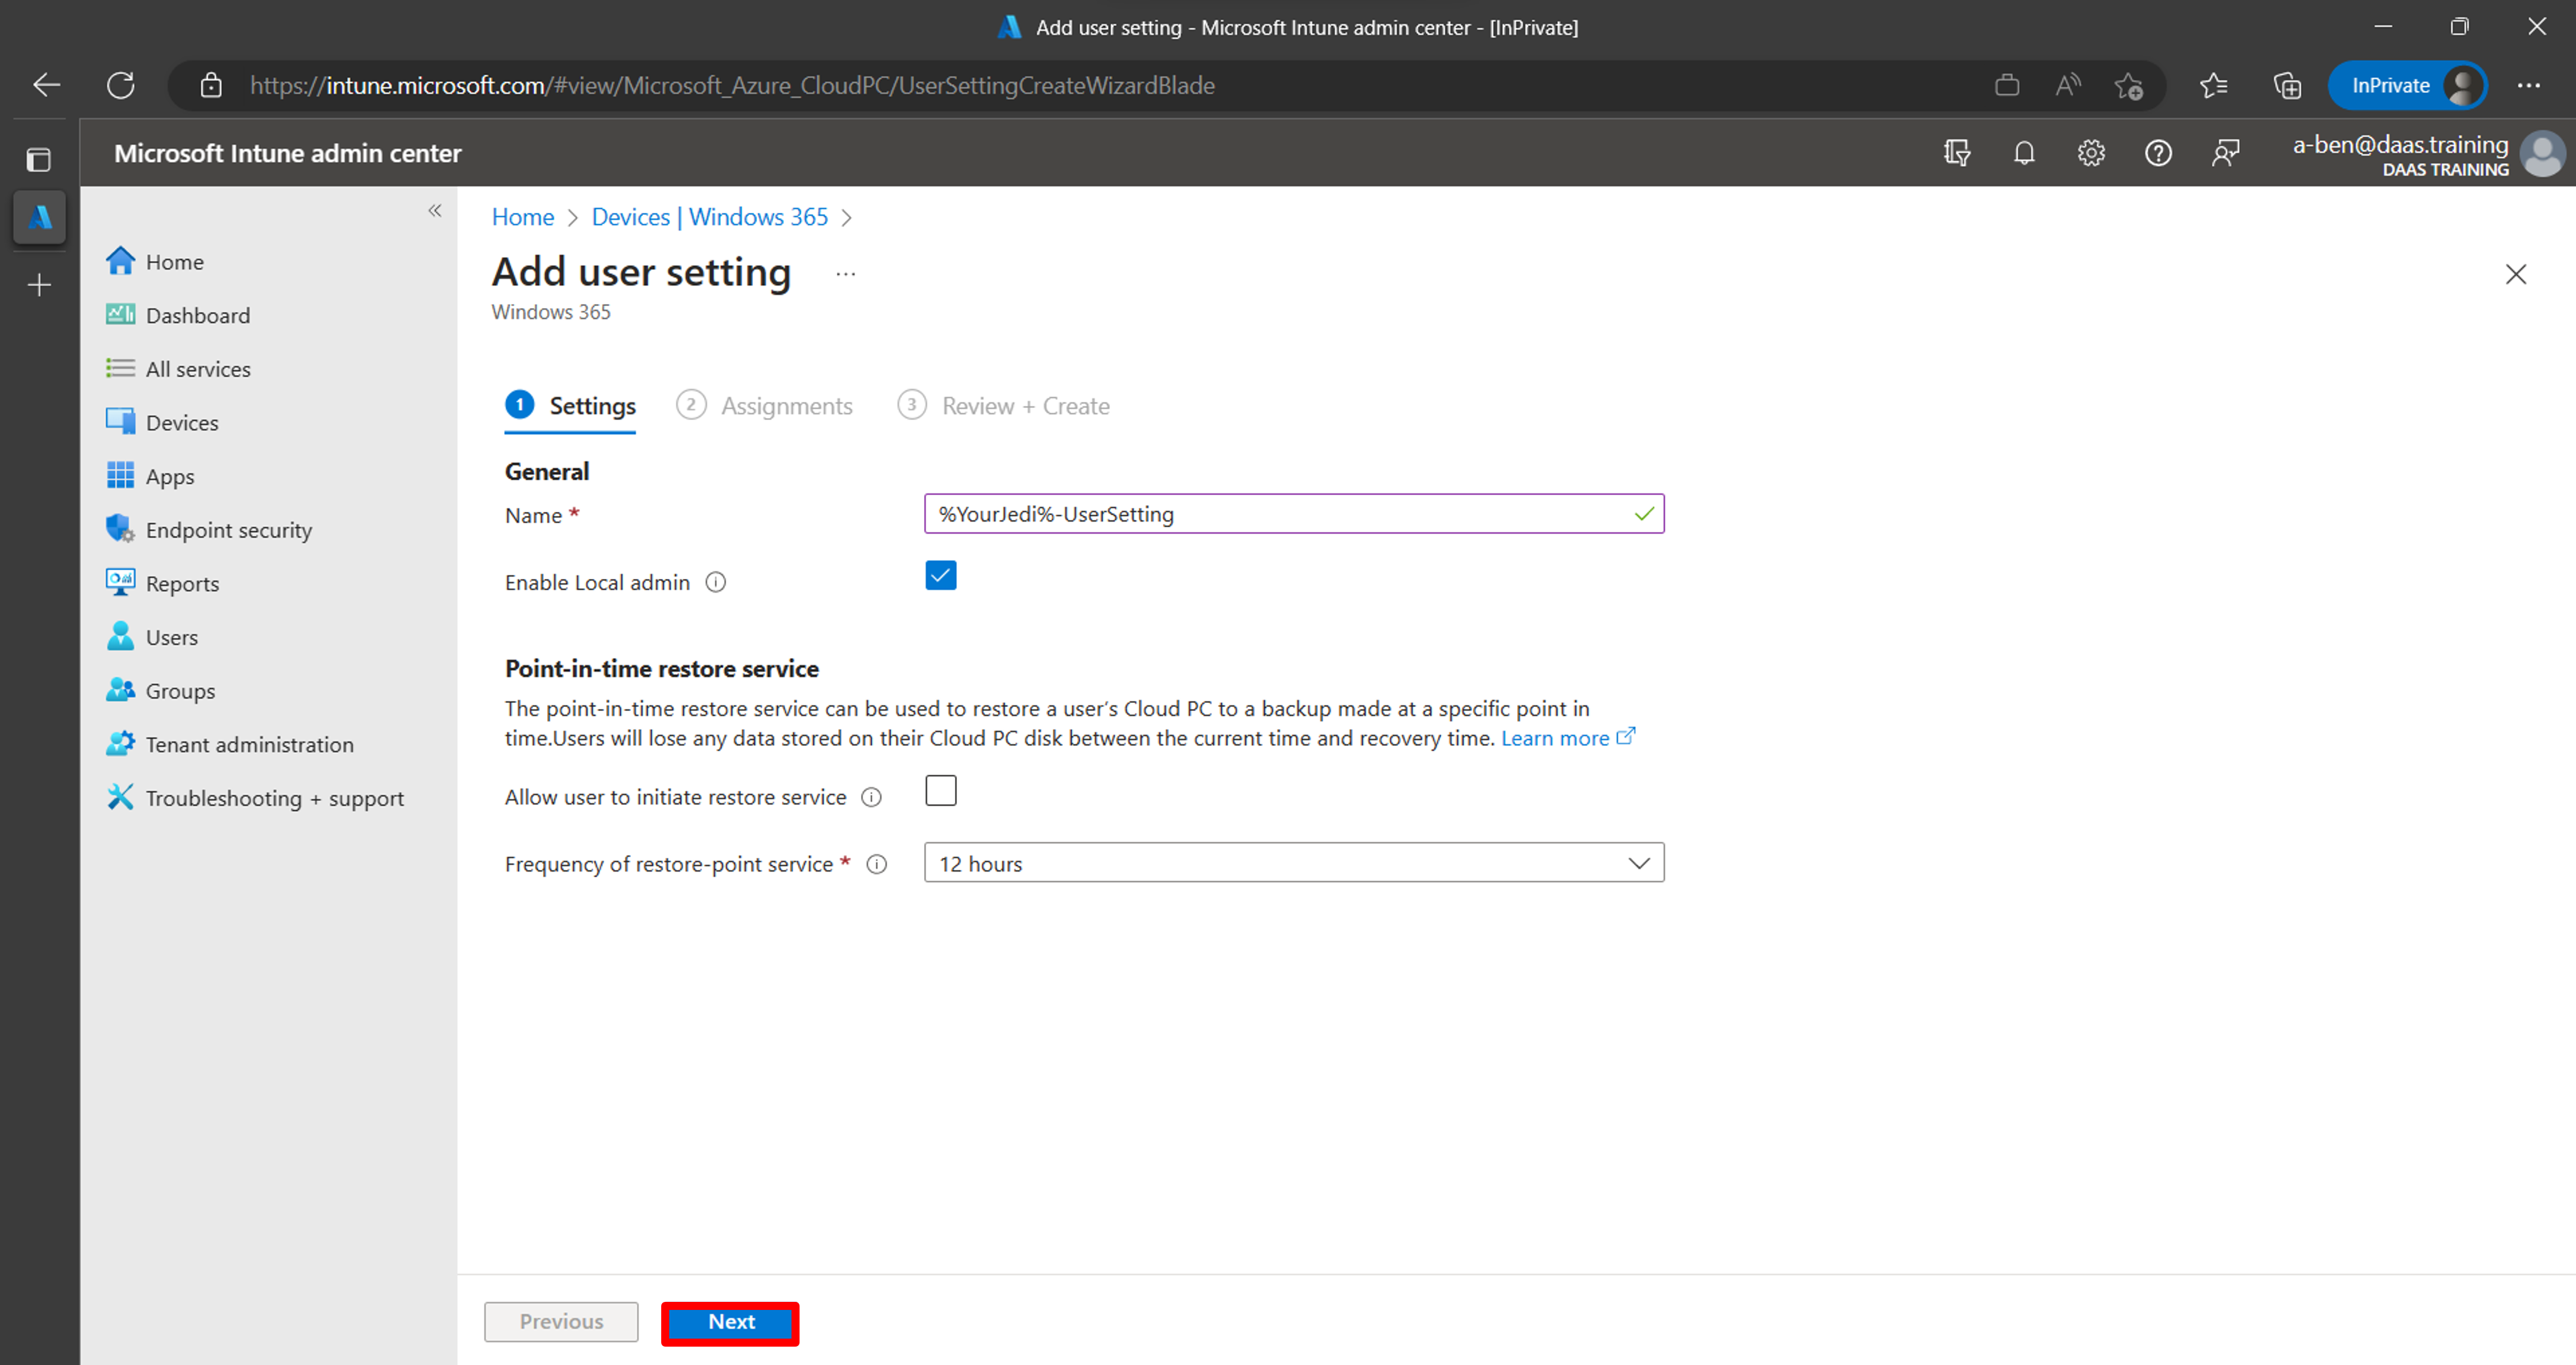 Add user setting - Microsoft Intune admin center - [InPrivate]
https://intune.microsoft.com/#view/Microsoft_Azure_CloudPC/UserSettingCreateWizardBlade
InPrivate
Microsoft Intune admin center
a-ben@daas.training
DAAS TRAINING
Home
Dashboard
All services
Devices
Apps
Endpoint security
Reports
Users
Groups
Tenant administration
Troubleshooting + support
Home > Devices | Windows 365 >
Add user setting ...
Windows 365
1 Settings 2 Assignments 3 Review + Create
General
Name * %YourJedi%-UserSetting
Enable Local admin
Point-in-time restore service
The point-in-time restore service can be used to restore a user's Cloud PC to a backup made at a specific point in
time.Users will lose any data stored on their Cloud PC disk between the current time and recovery time. Learn more
Allow user to initiate restore service
Frequency of restore-point service * 12 hours
Previous Next